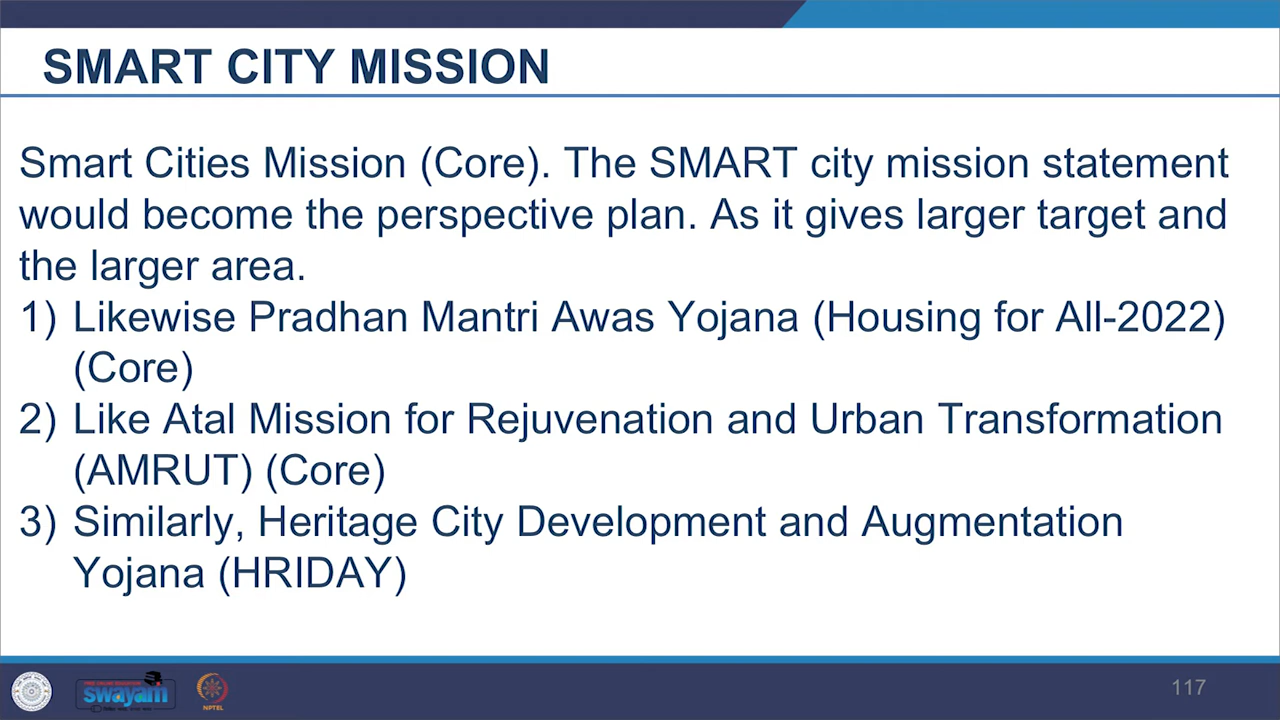 SMART CITY MISSION
Smart Cities Mission (Core). The SMART city mission statement
would become the perspective plan. As it gives larger target and
the larger area.
1) Likewise Pradhan Mantri Awas Yojana (Housing for All-2022)
(Core)
2) Like Atal Mission for Rejuvenation and Urban Transformation
(AMRUT) (Core)
3) Similarly, Heritage City Development and Augmentation
Yojana (HRIDAY)
swayam
NPTEL
117